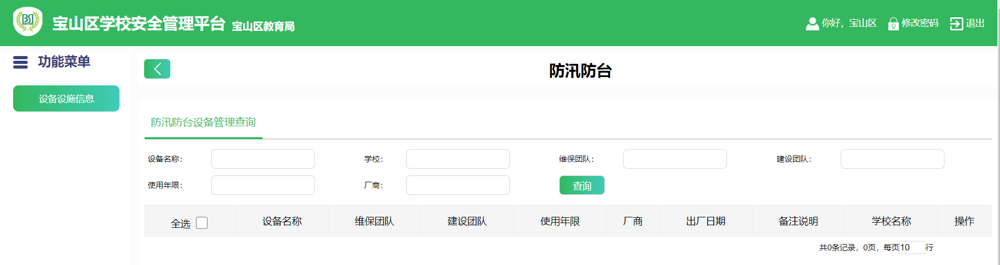 宝山区学校安全管理平台 宝山区教育局
你好，宝山区 修改密码 退出
功能菜单
防汛防台
设备设施信息
防汛防台设备管理查询
设备名称： 学校： 维保团队： 建设团队：
使用年限： 厂商： 查询
全选 设备名称 维保团队 建设团队 使用年限 厂商 出厂日期 备注说明 学校名称 操作
共0条记录，0页，每页10行